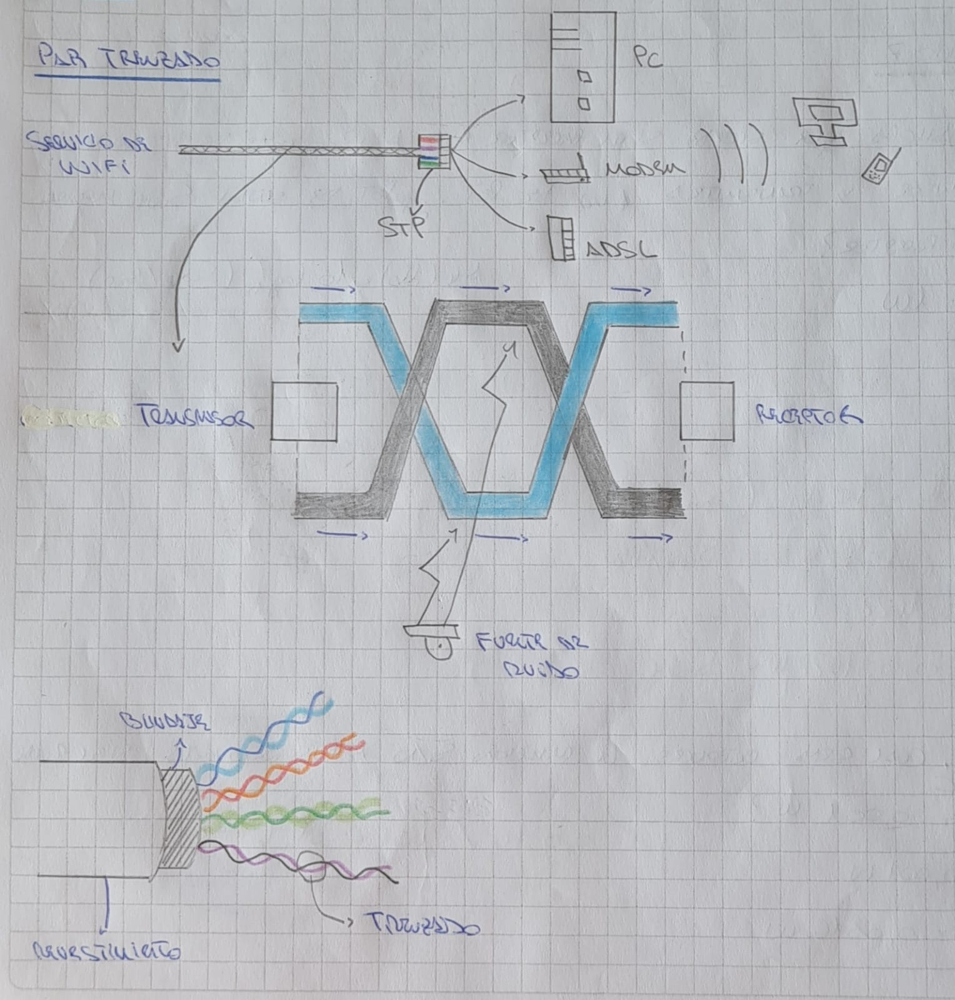 PAR TRENZADO
PC
SERVICIO DE
WIFI
MODEM
STP
ADSL
TRANSMISOR
RECEPTOR
FUENTE DE
RUIDO
BLINDAJE
TRENZADO
REVESTIMIENTO